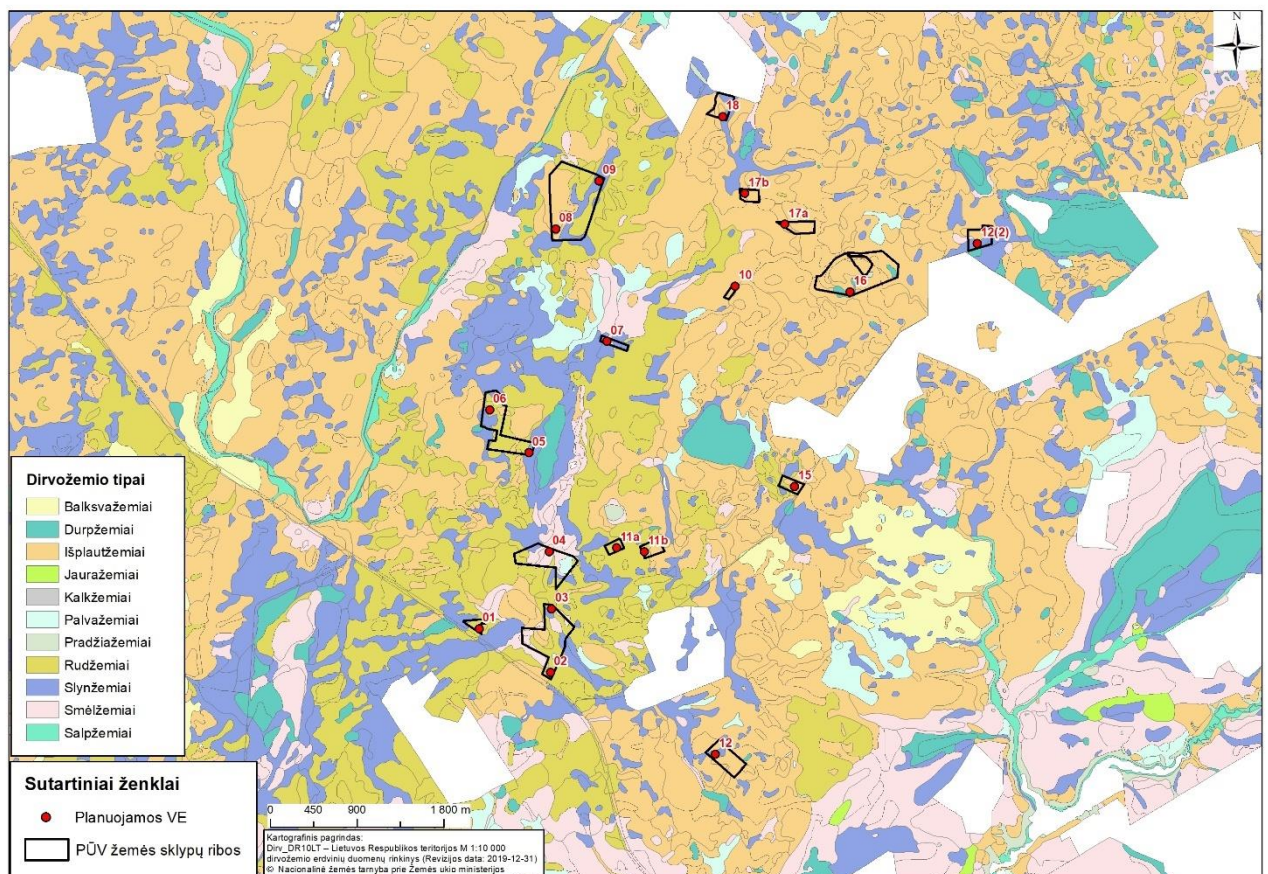 N
18
09
17b
08
17a
12(2)
10
16
07
06
05
15
04
11a
11b
03
01
02
12
Dirvožemio tipai
Balksvažemiai
Durpžemiai
Išplautžemiai
Jauražemiai
Kalkžemiai
Palvažemiai
Pradžiažemiai
Rudžemiai
Slynžemiai
Smėlžemiai
Salpžemiai
Sutartiniai ženklai
Planuojamos VE
PŪV žemės sklypų ribos
0 450 900 1 800 m
Kartografinis pagrindas:
Dirv_DR10LT – Lietuvos Respublikos teritorijos M 1:10 000
dirvožemio erdvinių duomenų rinkinys (Revizijos data: 2019-12-31)
© Nacionalinė žemės tarnyba prie Žemės ūkio ministerijos